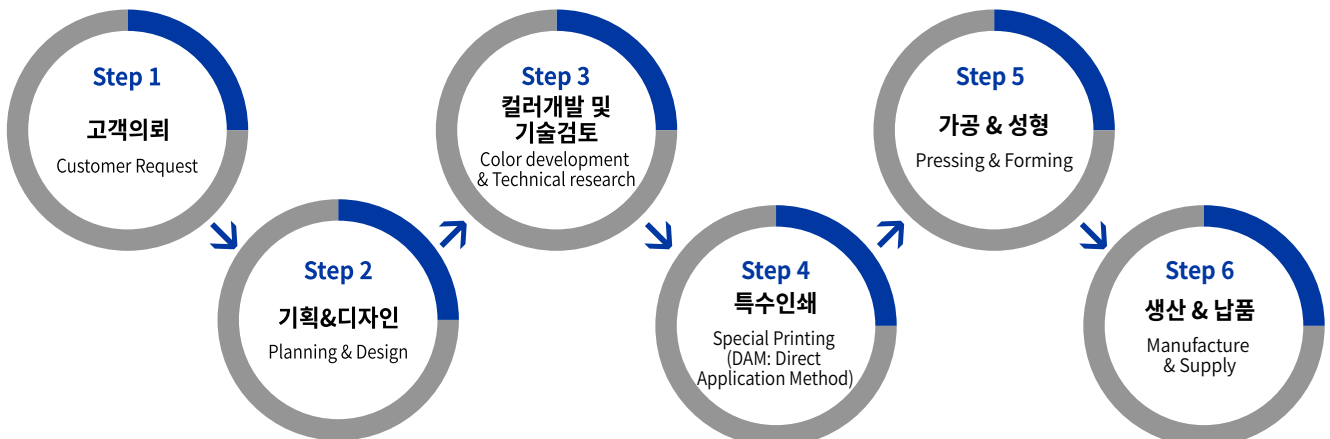 Step 1
고객의뢰
Customer Request
Step 2
기획&디자인
Planning & Design
Step 3
컬러개발 및
기술검토
Color development
& Technical research
Step 4
특수인쇄
Special Printing
(DAM: Direct
Application Method)
Step 5
가공 & 성형
Pressing & Forming
Step 6
생산 & 납품
Manufacture
& Supply